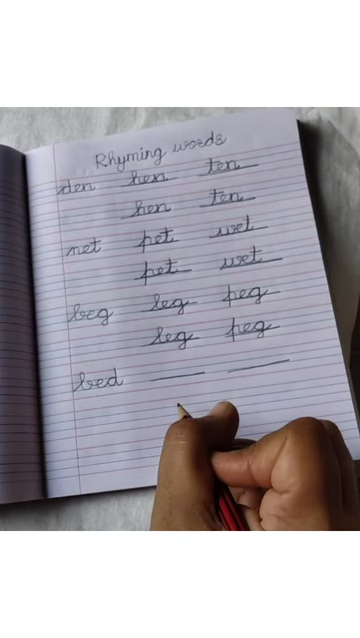 Rhyming words
den hen ten
hen ten
net pet wet
pet wet
beg leg peg
leg peg
bed